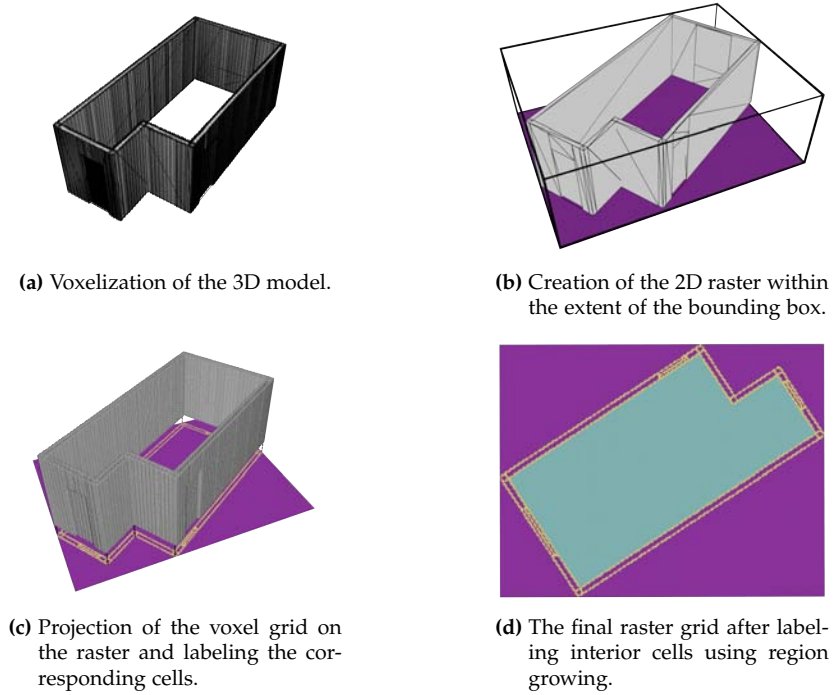 (a) Voxelization of the 3D model.
(b) Creation of the 2D raster within
the extent of the bounding box.
(c) Projection of the voxel grid on
the raster and labeling the cor-
responding cells.
(d) The final raster grid after label-
ing interior cells using region
growing.